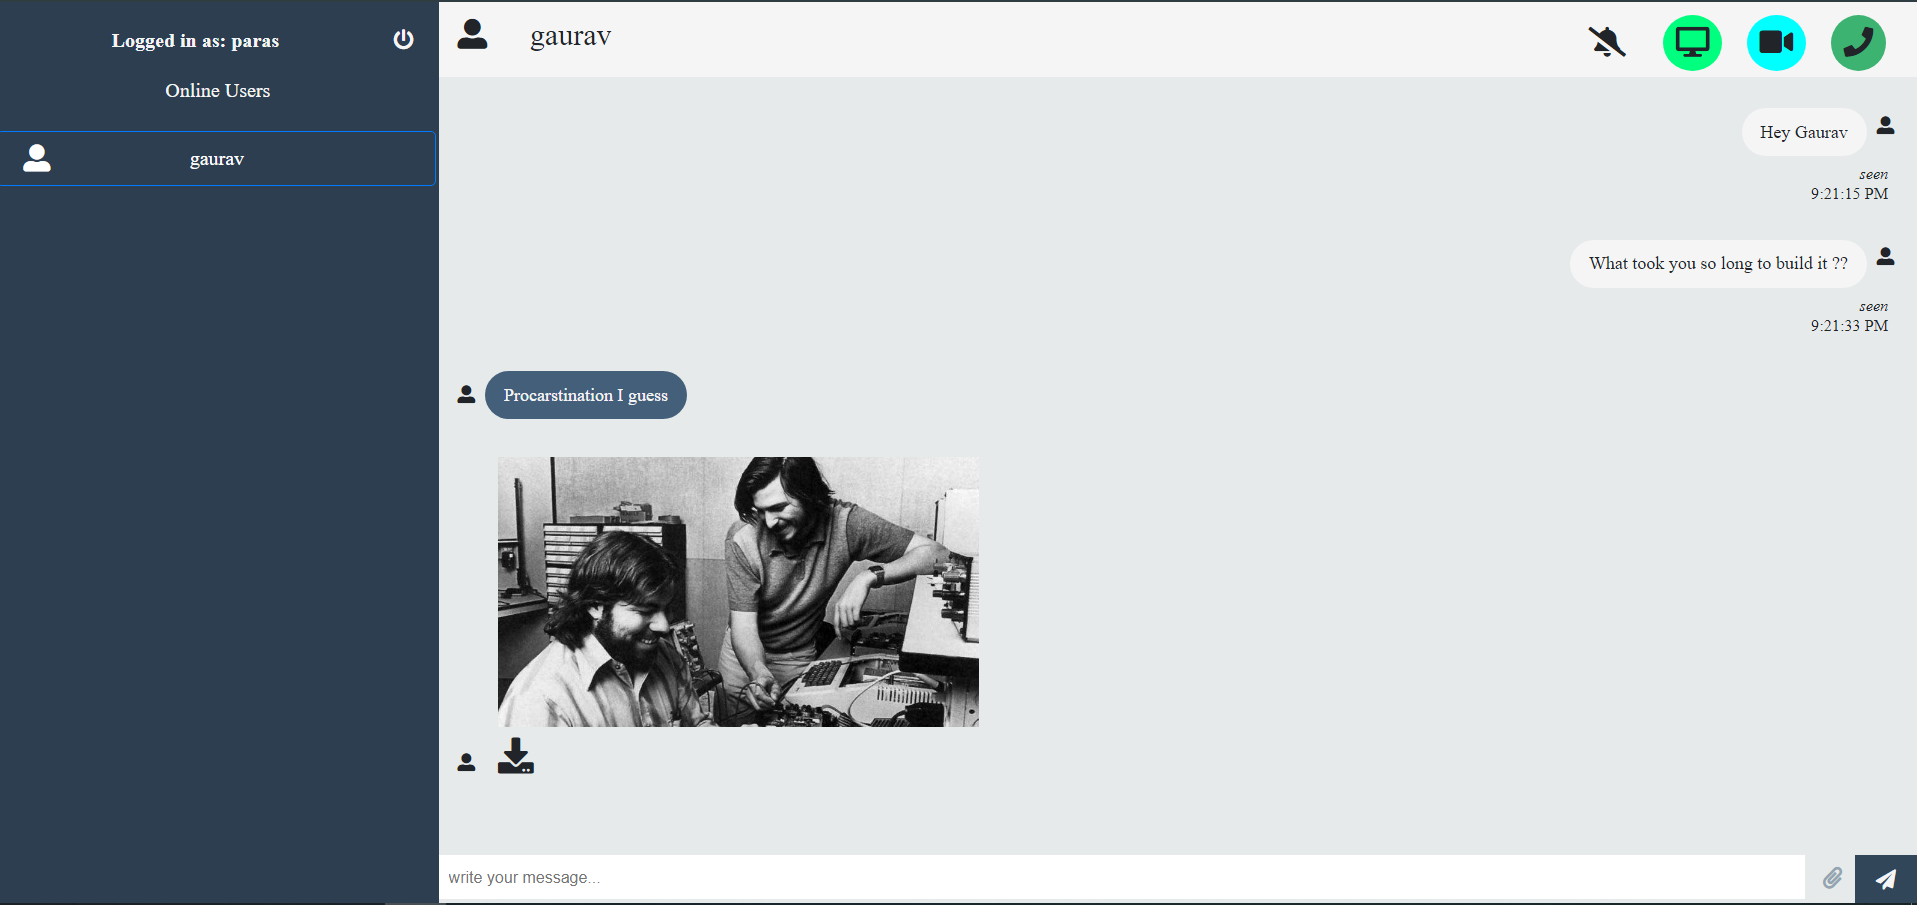 Logged in as: paras
Online Users
gaurav
gaurav
Hey Gaurav
seen
9:21:15 PM
What took you so long to build it ??
seen
9:21:33 PM
Procarstination I guess
write your message...